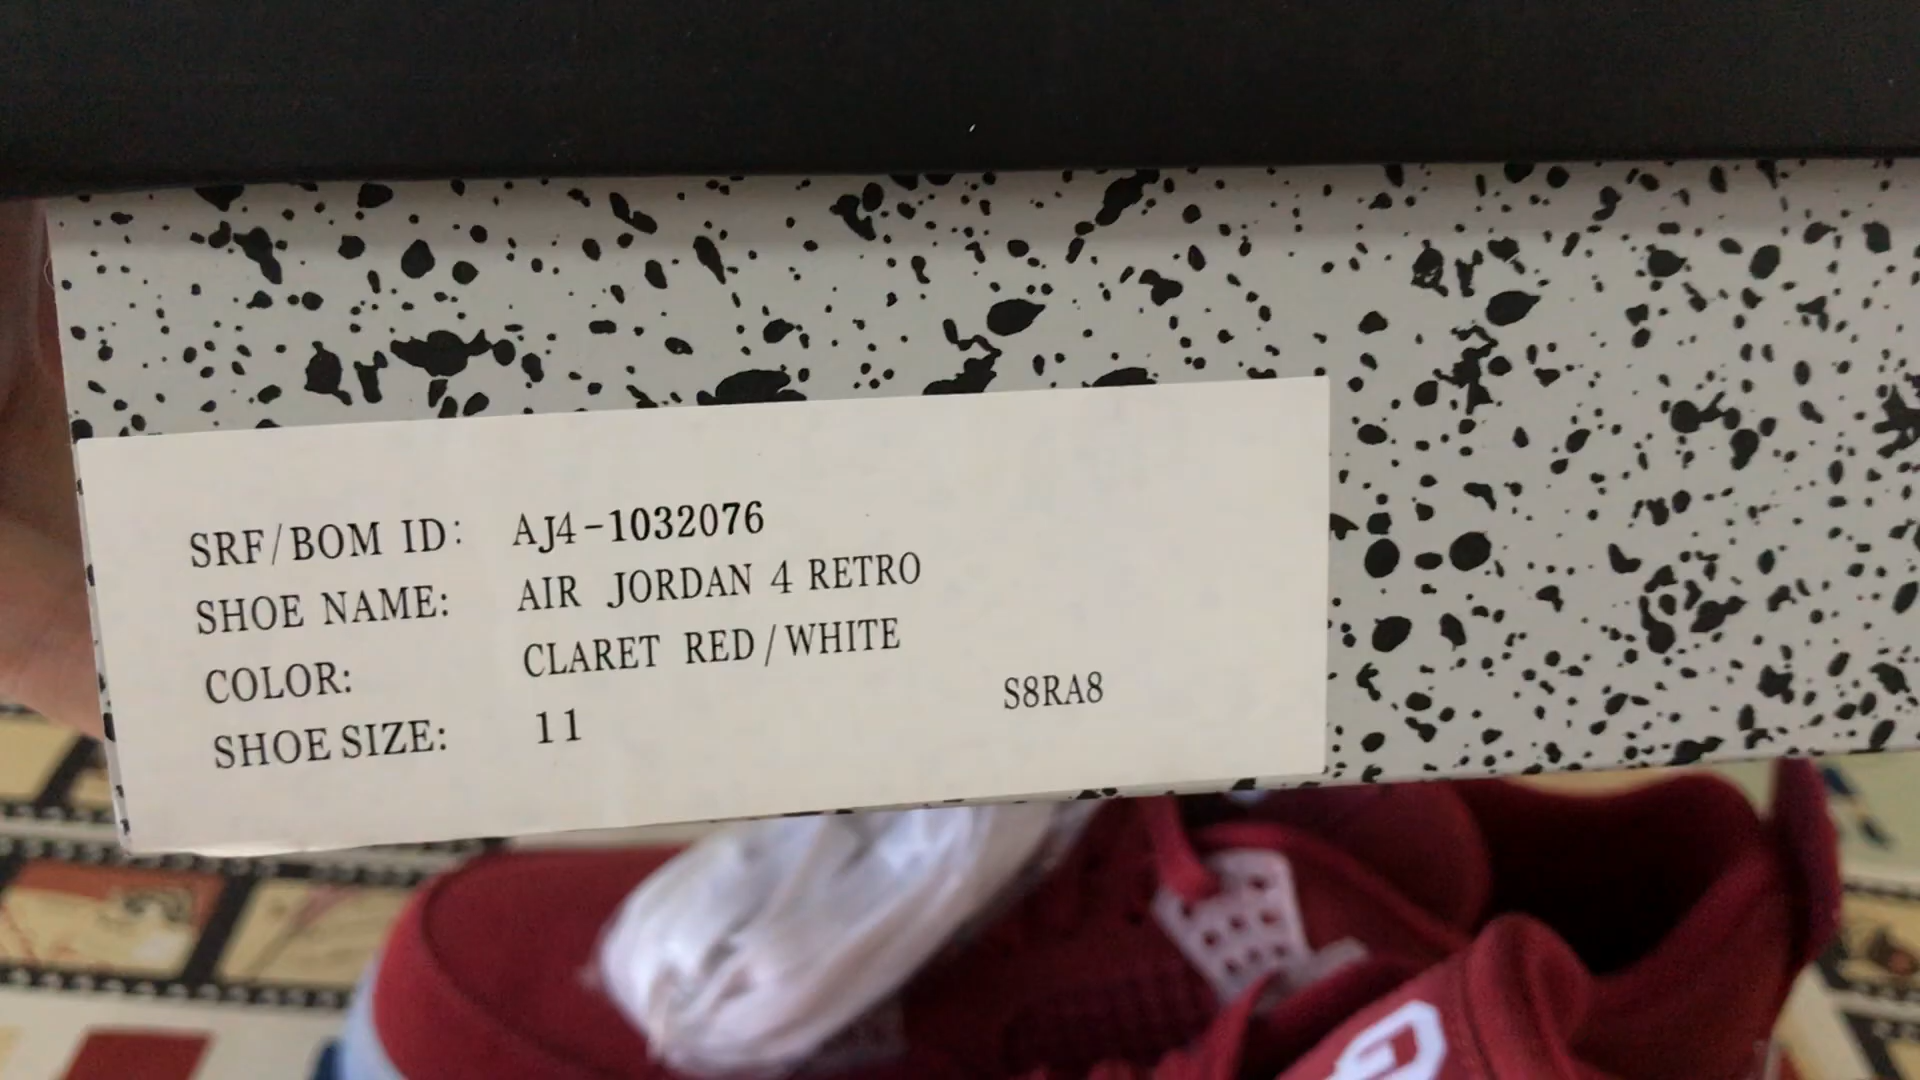 SRF/BOM ID: AJ4-1032076
SHOE NAME: AIR JORDAN 4 RETRO
COLOR: CLARET RED/WHITE
SHOE SIZE: 11
S8RA8